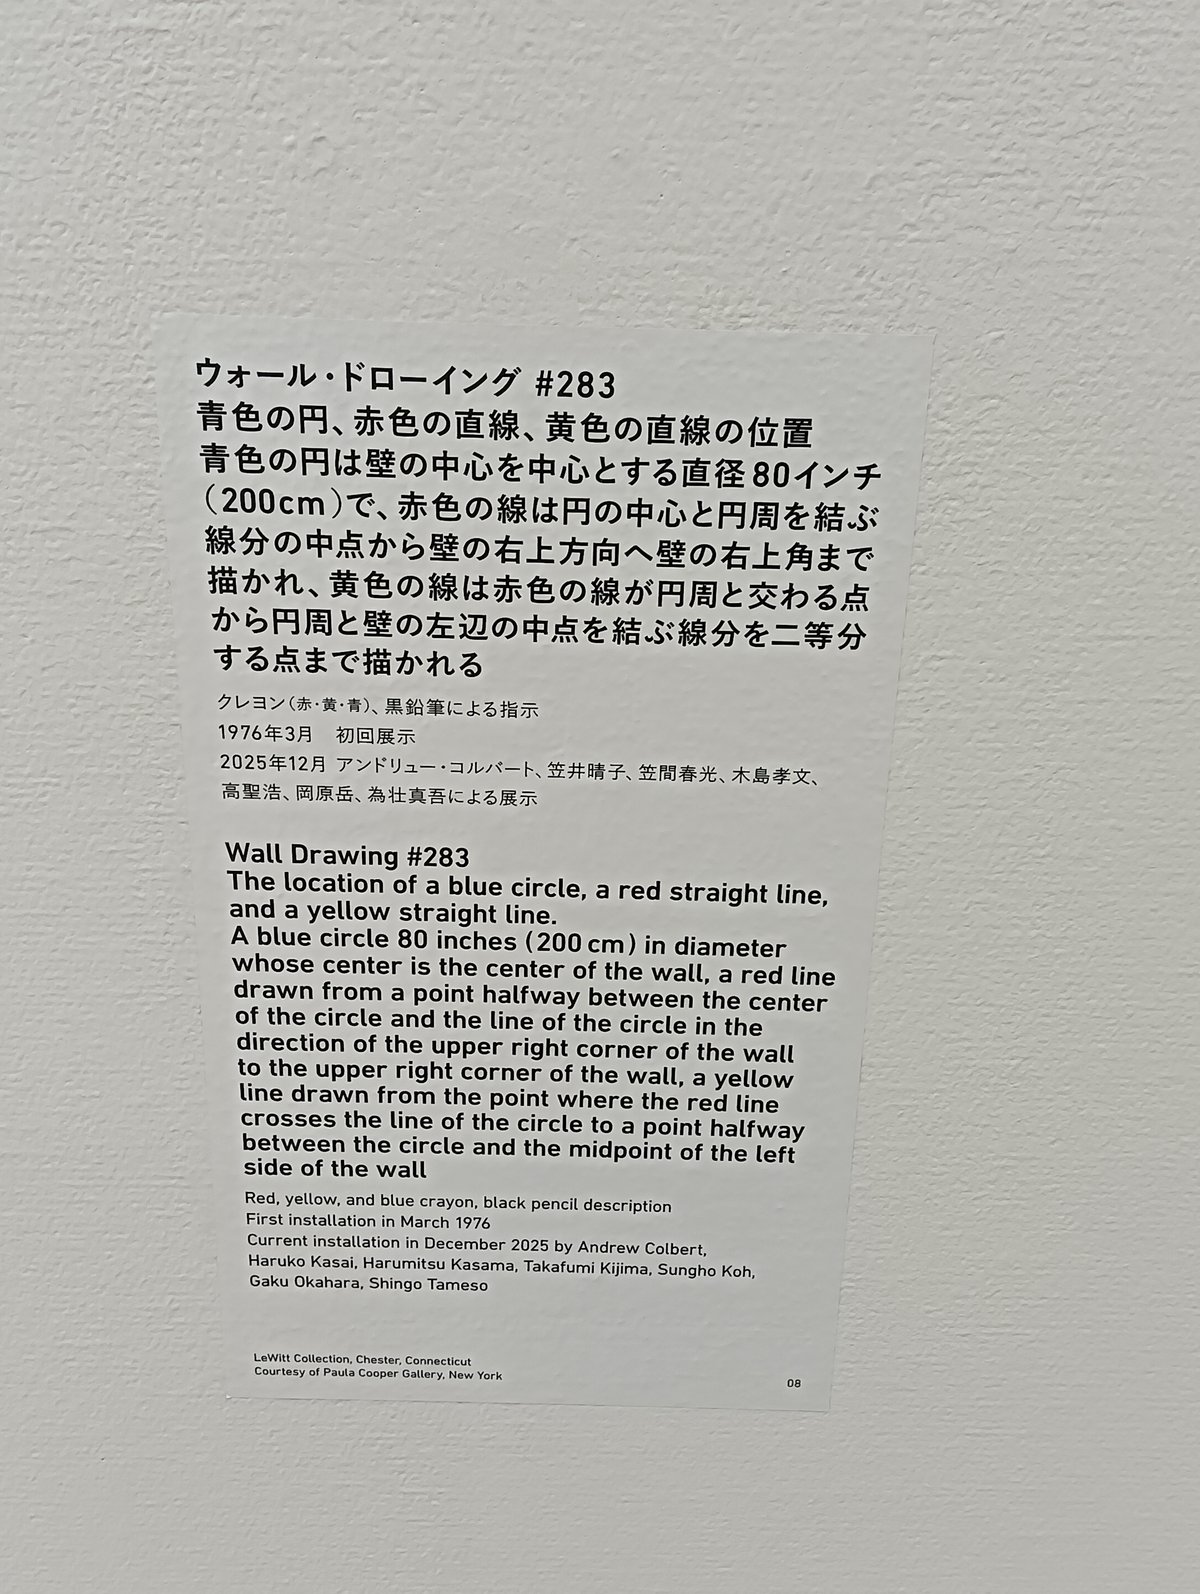 ウォール・ドローイング #283
青色の円、赤色の直線、黄色の直線の位置
青色の円は壁の中心を中心とする直径80インチ
（200cm）で、赤色の線は円の中心と円周を結ぶ
線分の中点から壁の右上方向へ壁の右上角まで
描かれ、黄色の線は赤色の線が円周と交わる点
から円周と壁の左辺の中点を結ぶ線分を二等分
する点まで描かれる
クレヨン（赤・黄・青）、黒鉛筆による指示
1976年3月　初回展示
2025年12月 アンドリュー・コルバート、笠井晴子、笠間春光、木島孝文、
高聖浩、岡原岳、為壮真吾による展示
Wall Drawing #283
The location of a blue circle, a red straight line,
and a yellow straight line.
A blue circle 80 inches (200 cm) in diameter
whose center is the center of the wall, a red line
drawn from a point halfway between the center
of the circle and the line of the circle in the
direction of the upper right corner of the wall
to the upper right corner of the wall, a yellow
line drawn from the point where the red line
crosses the line of the circle to a point halfway
between the circle and the midpoint of the left
side of the wall
Red, yellow, and blue crayon, black pencil description
First installation in March 1976
Current installation in December 2025 by Andrew Colbert,
Haruko Kasai, Harumitsu Kasama, Takafumi Kijima, Sungho Koh,
Gaku Okahara, Shingo Tameso
LeWitt Collection, Chester, Connecticut
Courtesy of Paula Cooper Gallery, New York
08